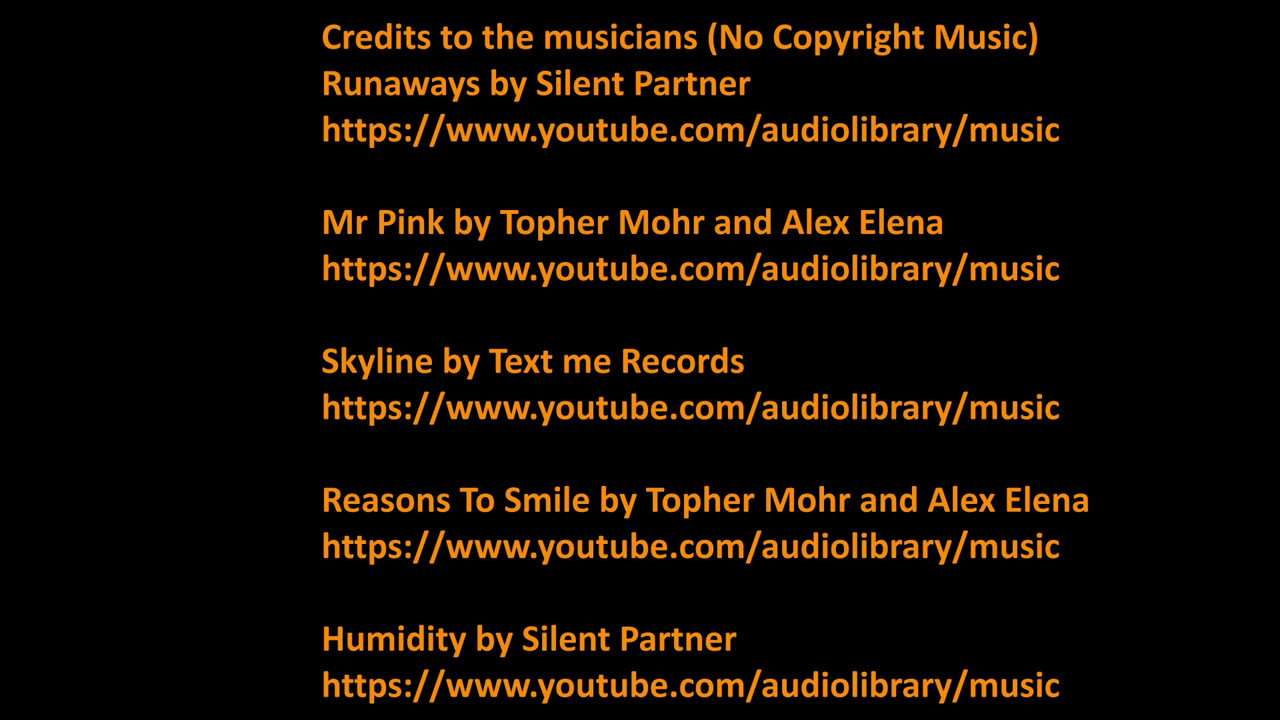 Credits to the musicians (No Copyright Music)
Runaways by Silent Partner
https://www.youtube.com/audiolibrary/music
Mr Pink by Topher Mohr and Alex Elena
https://www.youtube.com/audiolibrary/music
Skyline by Text me Records
https://www.youtube.com/audiolibrary/music
Reasons To Smile by Topher Mohr and Alex Elena
https://www.youtube.com/audiolibrary/music
Humidity by Silent Partner
https://www.youtube.com/audiolibrary/music